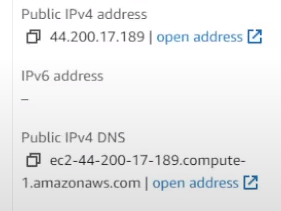 Public IPv4 address
44.200.17.189 | open address
IPv6 address
–
Public IPv4 DNS
ec2-44-200-17-189.compute-
1.amazonaws.com | open address